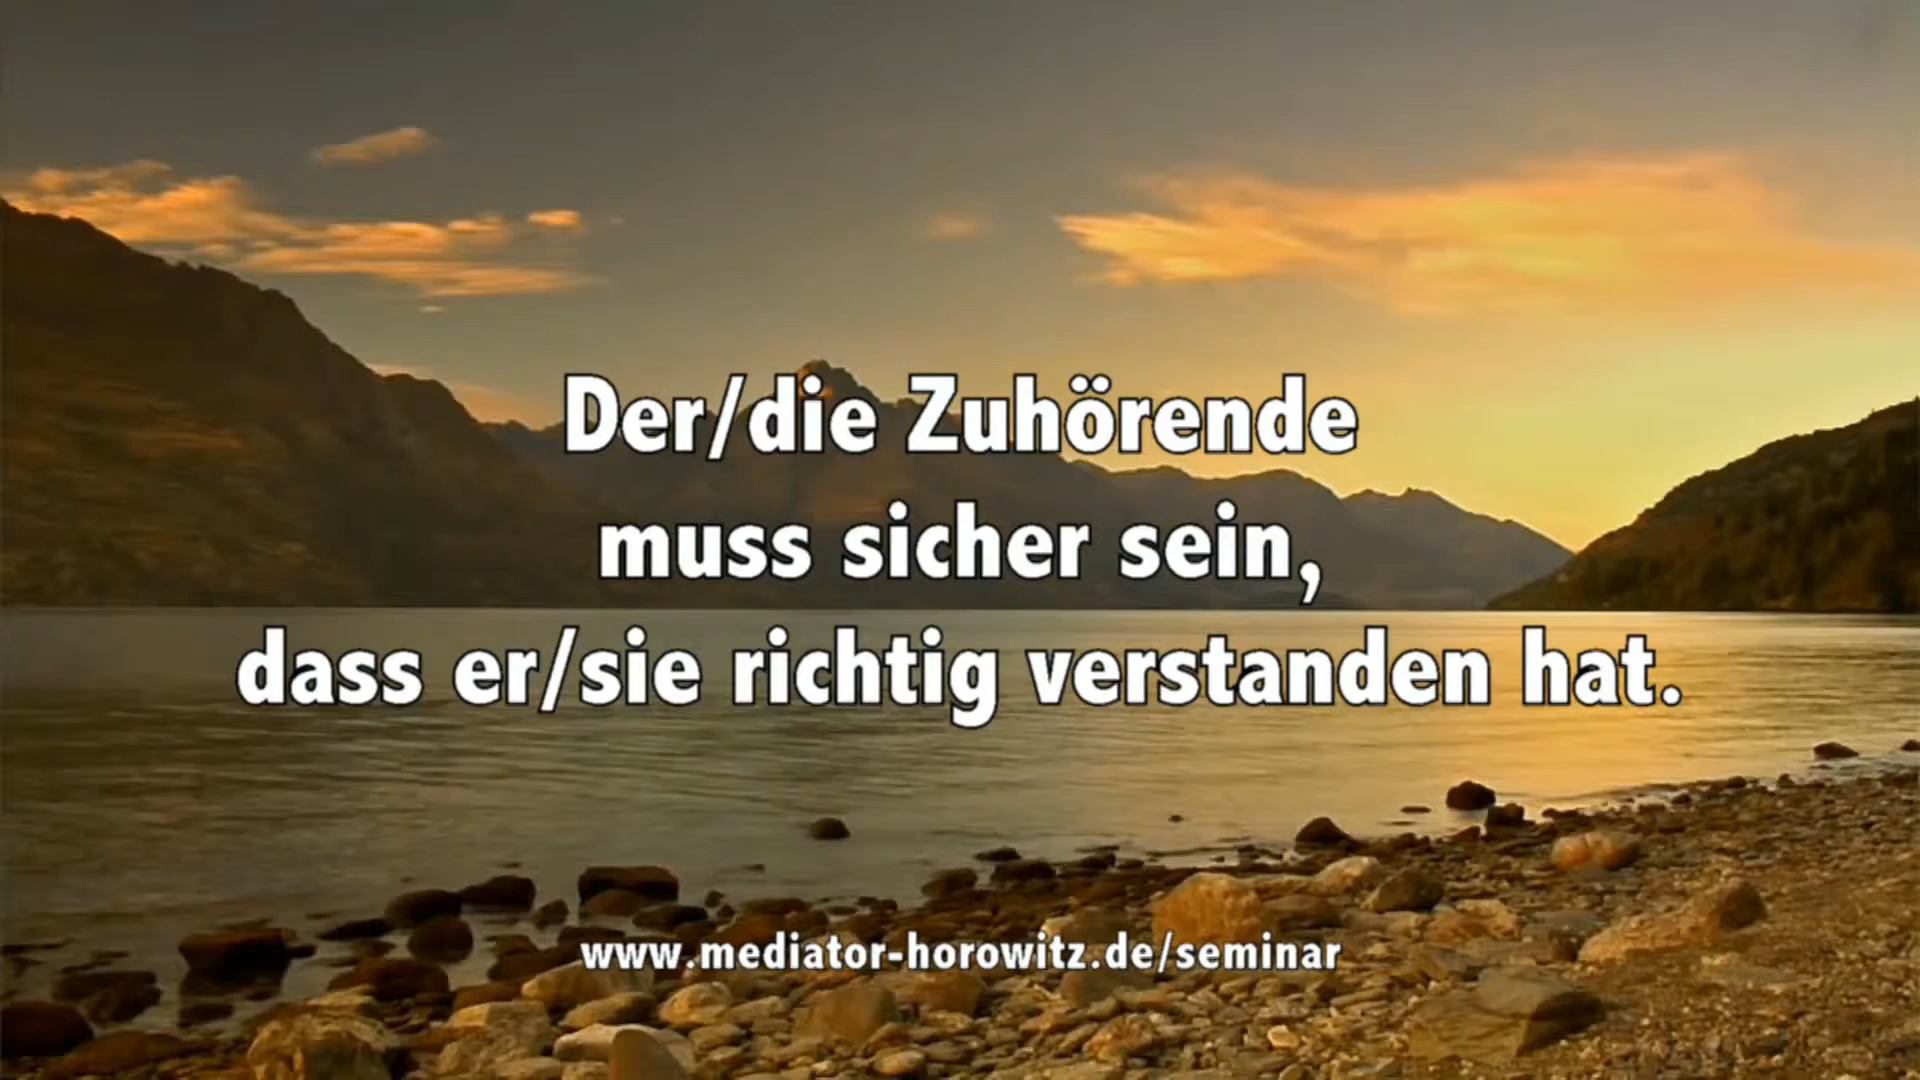 Der/die Zuhörende
muss sicher sein,
dass er/sie richtig verstanden hat.
www.mediator-horowitz.de/seminar